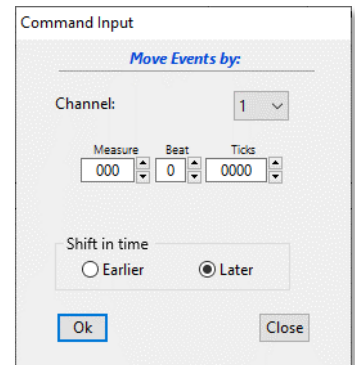 Command Input
Move Events by:
Channel: 1
Measure Beat Ticks
000 0 0000
Shift in time
Earlier Later
Ok Close